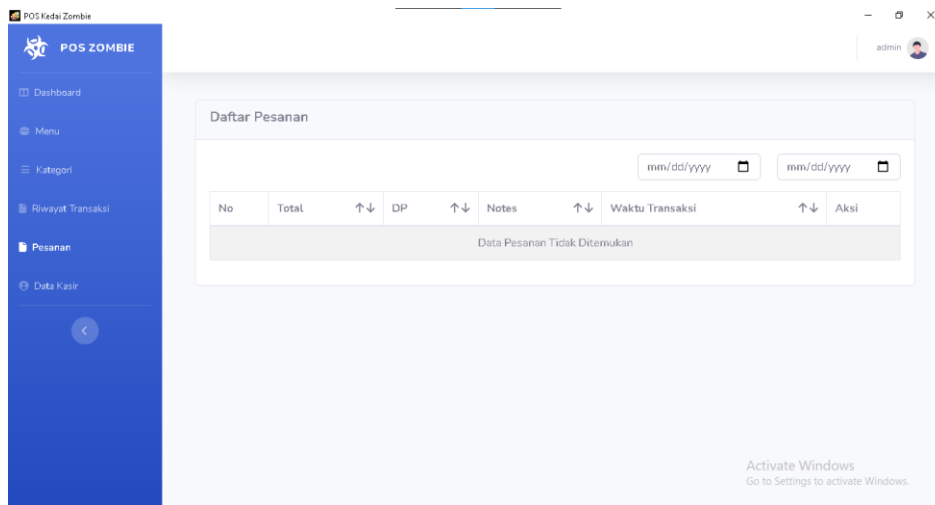 POS Kedai Zombie
POS ZOMBIE
admin
Dashboard
Menu
Kategori
Riwayat Transaksi
Pesanan
Data Kasir
Daftar Pesanan
mm/dd/yyyy mm/dd/yyyy
No Total DP Notes Waktu Transaksi Aksi
Data Pesanan Tidak Ditemukan
Activate Windows
Go to Settings to activate Windows.